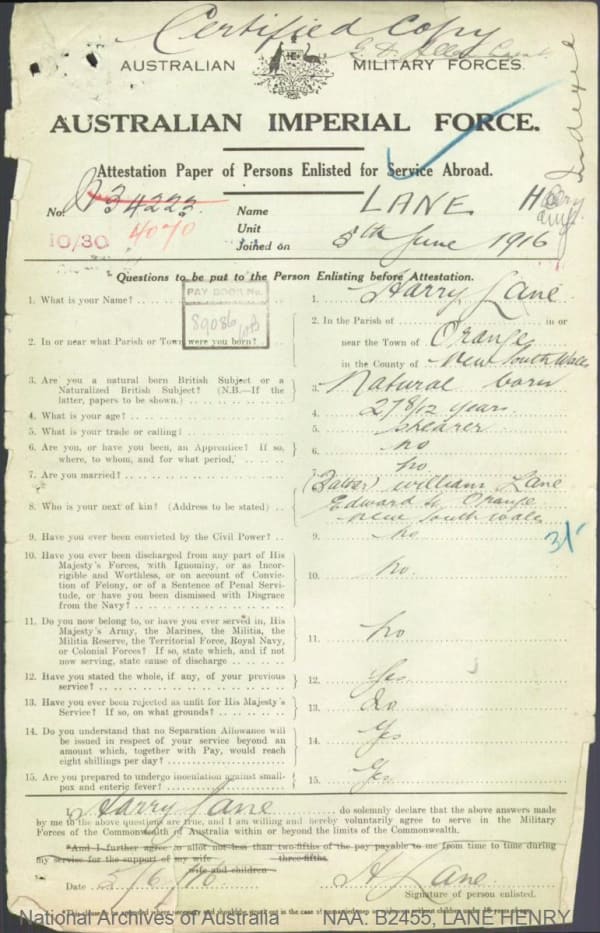 Certified Copy
AUSTRALIAN MILITARY FORCES.
AUSTRALIAN IMPERIAL FORCE.
Attestation Paper of Persons Enlisted for Service Abroad.
No. 34223 Name LANE H
10/30 4070 Unit
Joined on 5th June 1916
Questions to be put to the Person Enlisting before Attestation.
PAY BOOK No.
89086
1. What is your Name? 1. Harry Lane
2. In or near what Parish or Town were you born? 2. In the Parish of in or
near the Town of Orange
in the County of New South Wales
3. Are you a natural born British Subject or a
Naturalized British Subject? (N.B.—If the
latter, papers to be shown.) 3. Natural born
4. What is your age? 4. 27 8/12 years
5. What is your trade or calling? 5. Shearer
6. Are you, or have you been, an Apprentice? If so,
where, to whom, and for what period. 6. no
7. Are you married? 7. no
8. Who is your next of kin? (Address to be stated) (Father) William Lane
Edward St Orange
New South Wales
9. Have you ever been convicted by the Civil Power? 9. no
10. Have you ever been discharged from any part of His
Majesty's Forces, with Ignominy, or as Incor-
rigible and Worthless, or on account of Convic-
tion of Felony, or of a Sentence of Penal Servi-
tude, or have you been dismissed with Disgrace
from the Navy? 10. no.
11. Do you now belong to, or have you ever served in, His
Majesty's Army, the Marines, the Militia, the
Militia Reserve, the Territorial Force, Royal Navy,
or Colonial Forces? If so, state which, and if not
now serving, state cause of discharge 11. no
12. Have you stated the whole, if any, of your previous
service? 12. Yes
13. Have you ever been rejected as unfit for His Majesty's
Service? If so, on what grounds? 13. no
14. Do you understand that no Separation Allowance will
be issued in respect of your service beyond an
amount which, together with Pay, would reach
eight shillings per day? 14. Yes
15. Are you prepared to undergo inoculation against small-
pox and enteric fever? 15. Yes
I, Harry Lane do solemnly declare that the above answers made
by me to the above questions are true, and I am willing and hereby voluntarily agree to serve in the Military
Forces of the Commonwealth of Australia within or beyond the limits of the Commonwealth.
*And I further agree to allot not less than two-fifths of the pay payable to me from time to time during
three-fifths
my service for the support of my wife
wife and children
Date 5/6/16 H Lane
Signature of person enlisted.
National Archives of Australia NAA: B2455, LANE HENRY